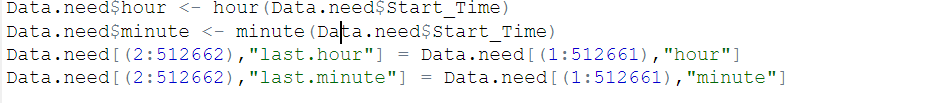 Data.need$hour <- hour(Data.need$Start_Time)
Data.need$minute <- minute(Data.need$Start_Time)
Data.need[(2:512662),"last.hour"] = Data.need[(1:512661),"hour"]
Data.need[(2:512662),"last.minute"] = Data.need[(1:512661),"minute"]